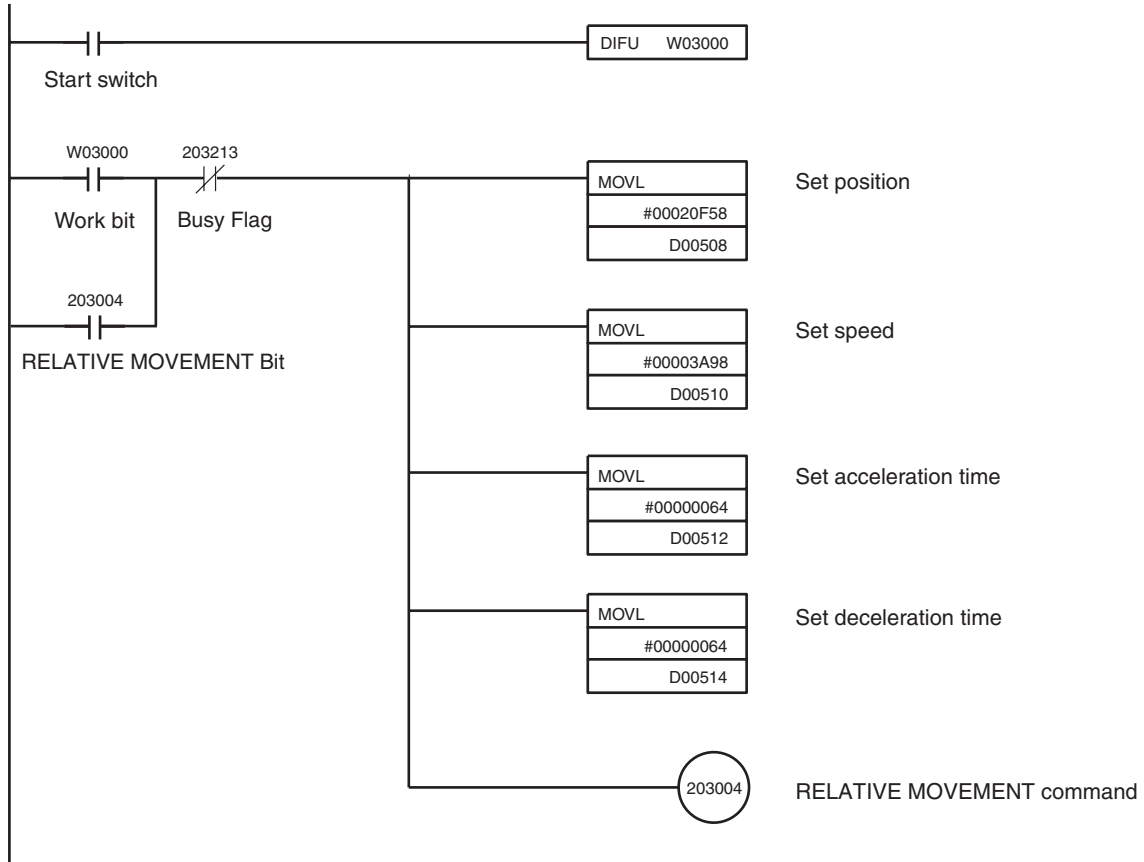 DIFU W03000
Start switch
W03000 203213
MOVL Set position
#00020F58
Work bit Busy Flag
D00508
203004
MOVL Set speed
RELATIVE MOVEMENT Bit
#00003A98
D00510
MOVL Set acceleration time
#00000064
D00512
MOVL Set deceleration time
#00000064
D00514
203004 RELATIVE MOVEMENT command